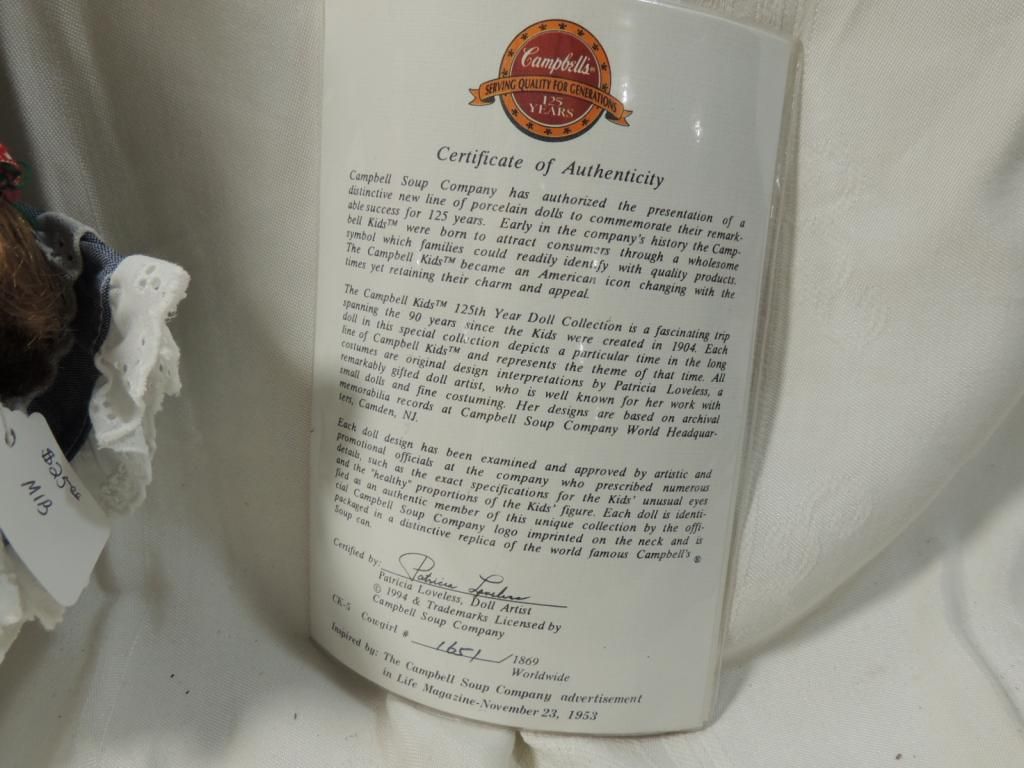 Campbell's
SERVING QUALITY FOR GENERATIONS
125
YEARS
Certificate of Authenticity
Campbell Soup Company has authorized the presentation of a
distinctive new line of porcelain dolls to commemorate their remark-
able success for 125 years. Early in the company's history the Camp-
bell Kids™ were born to attract consumers through a wholesome
symbol which families could readily identify with quality products.
The Campbell Kids™ became an American icon changing with the
times yet retaining their charm and appeal.
The Campbell Kids™ 125th Year Doll Collection is a fascinating trip
spanning the 90 years since the Kids were created in 1904. Each
doll in this special collection depicts a particular time in the long
line of Campbell Kids™ and represents the theme of that time. All
costumes are original design interpretations by Patricia Loveless, a
remarkably gifted doll artist, who is well known for her work with
small dolls and fine costuming. Her designs are based on archival
memorabilia records at Campbell Soup Company World Headquar-
ters, Camden, NJ.
Each doll design has been examined and approved by artistic and
promotional officials at the company who prescribed numerous
details, such as the exact specifications for the Kids' unusual eyes
and the "healthy" proportions of the Kids' figure. Each doll is identi-
fied as an authentic member of this unique collection by the offi-
cial Campbell Soup Company logo imprinted on the neck and is
packaged in a distinctive replica of the world famous Campbell's ®
Soup can.
Certified by: Patricia Loveless
Patricia Loveless, Doll Artist
© 1994 & Trademarks Licensed by
Campbell Soup Company
CK-5 Cowgirl # 1651 /1869
Worldwide
Inspired by: The Campbell Soup Company advertisement
in Life Magazine-November 23, 1953
$25.00
MIB